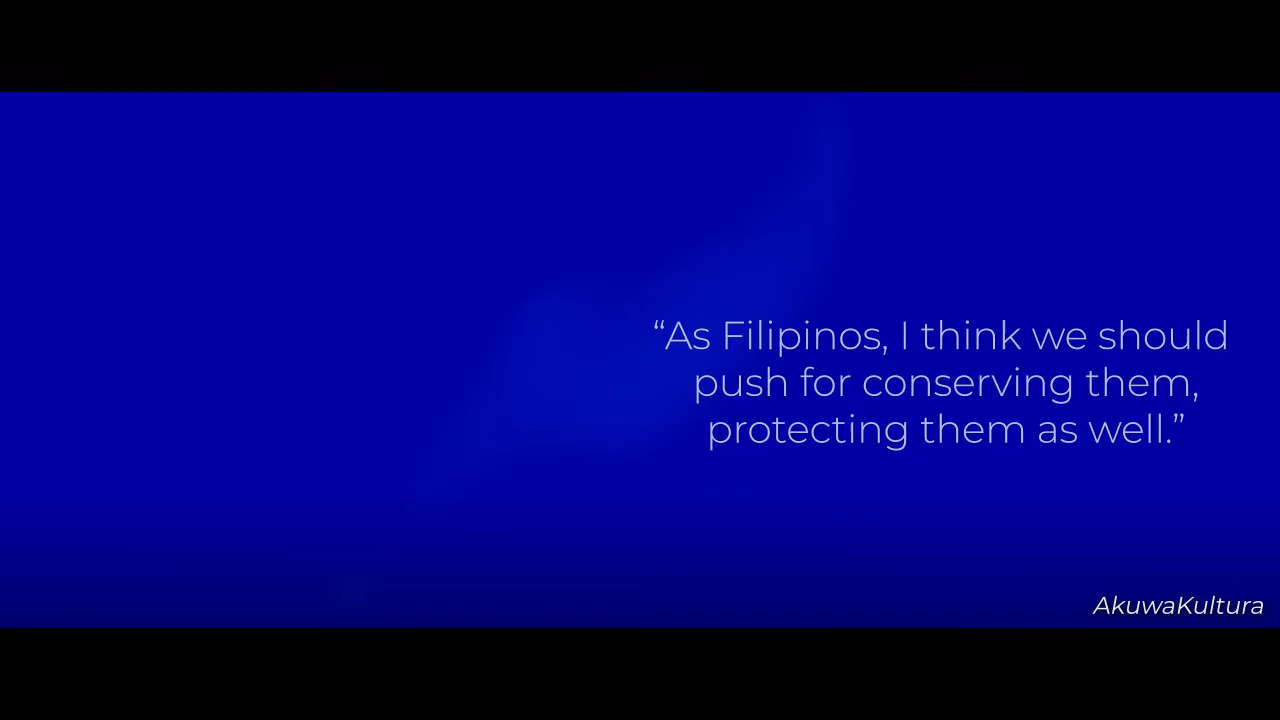 “As Filipinos, I think we should
push for conserving them,
protecting them as well.”
AkuwaKultura